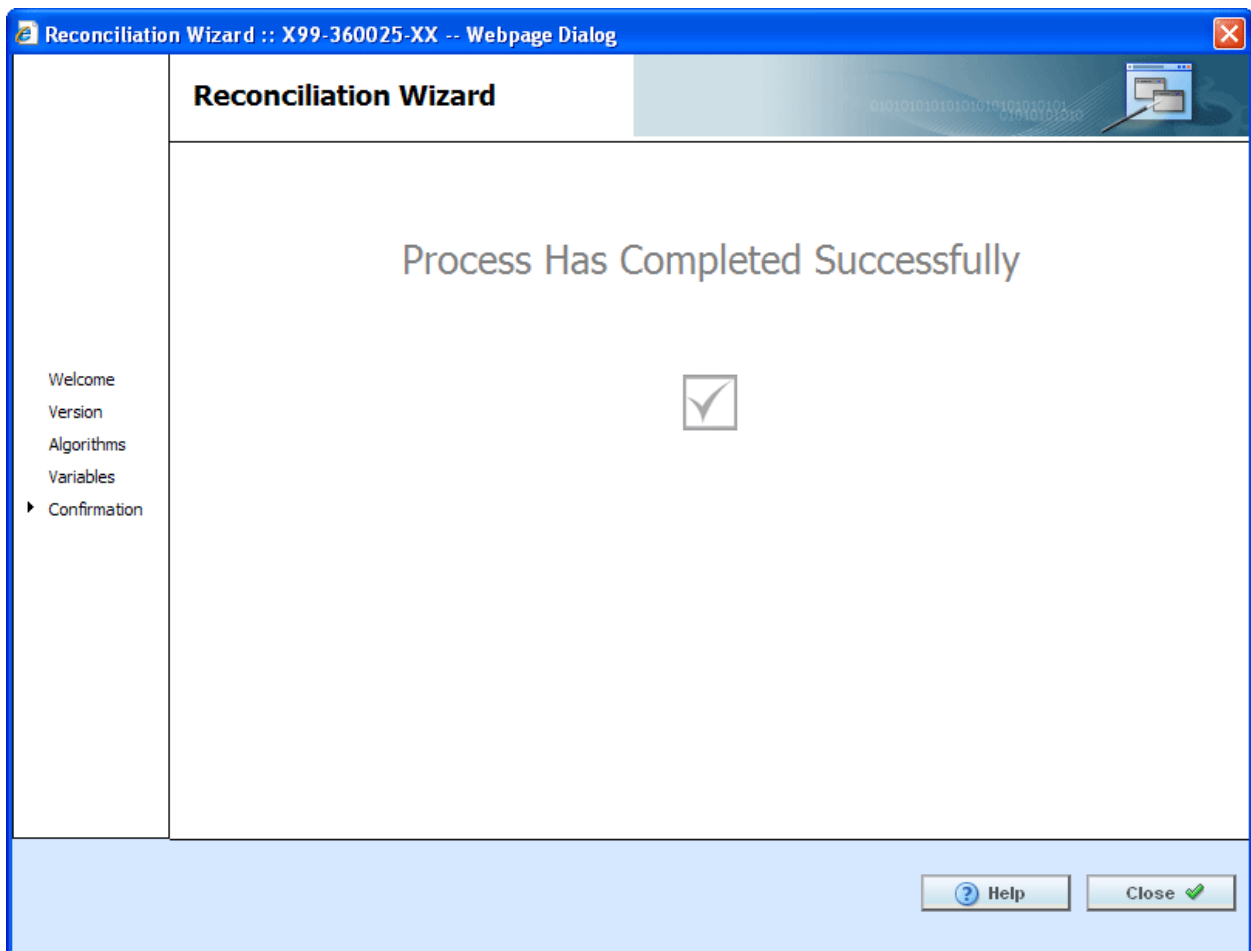 Reconciliation Wizard :: X99-360025-XX -- Webpage Dialog
Reconciliation Wizard
Process Has Completed Successfully
Welcome
Version
Algorithms
Variables
Confirmation
? Help
Close